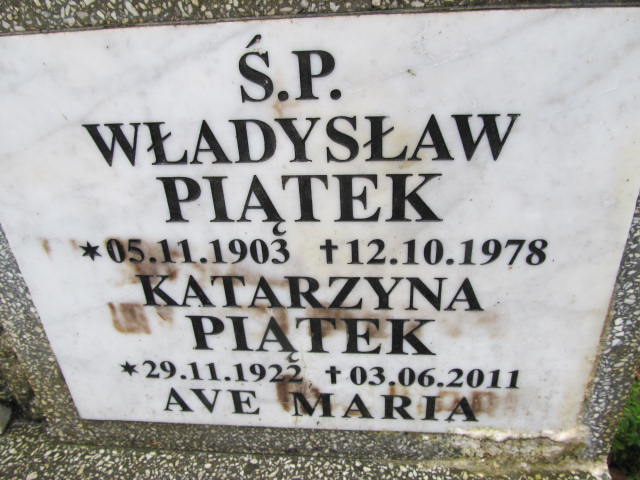 Ś.P.
WŁADYSŁAW
PIĄTEK
★05.11.1903 ✝12.10.1978
KATARZYNA
PIĄTEK
★29.11.1922 ✝03.06.2011
AVE MARIA